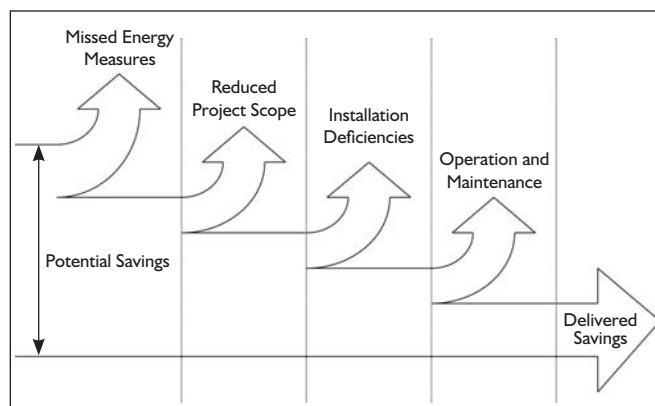 Missed Energy
Measures
Reduced
Project Scope
Installation
Deficiencies
Operation and
Maintenance
Potential Savings
Delivered
Savings